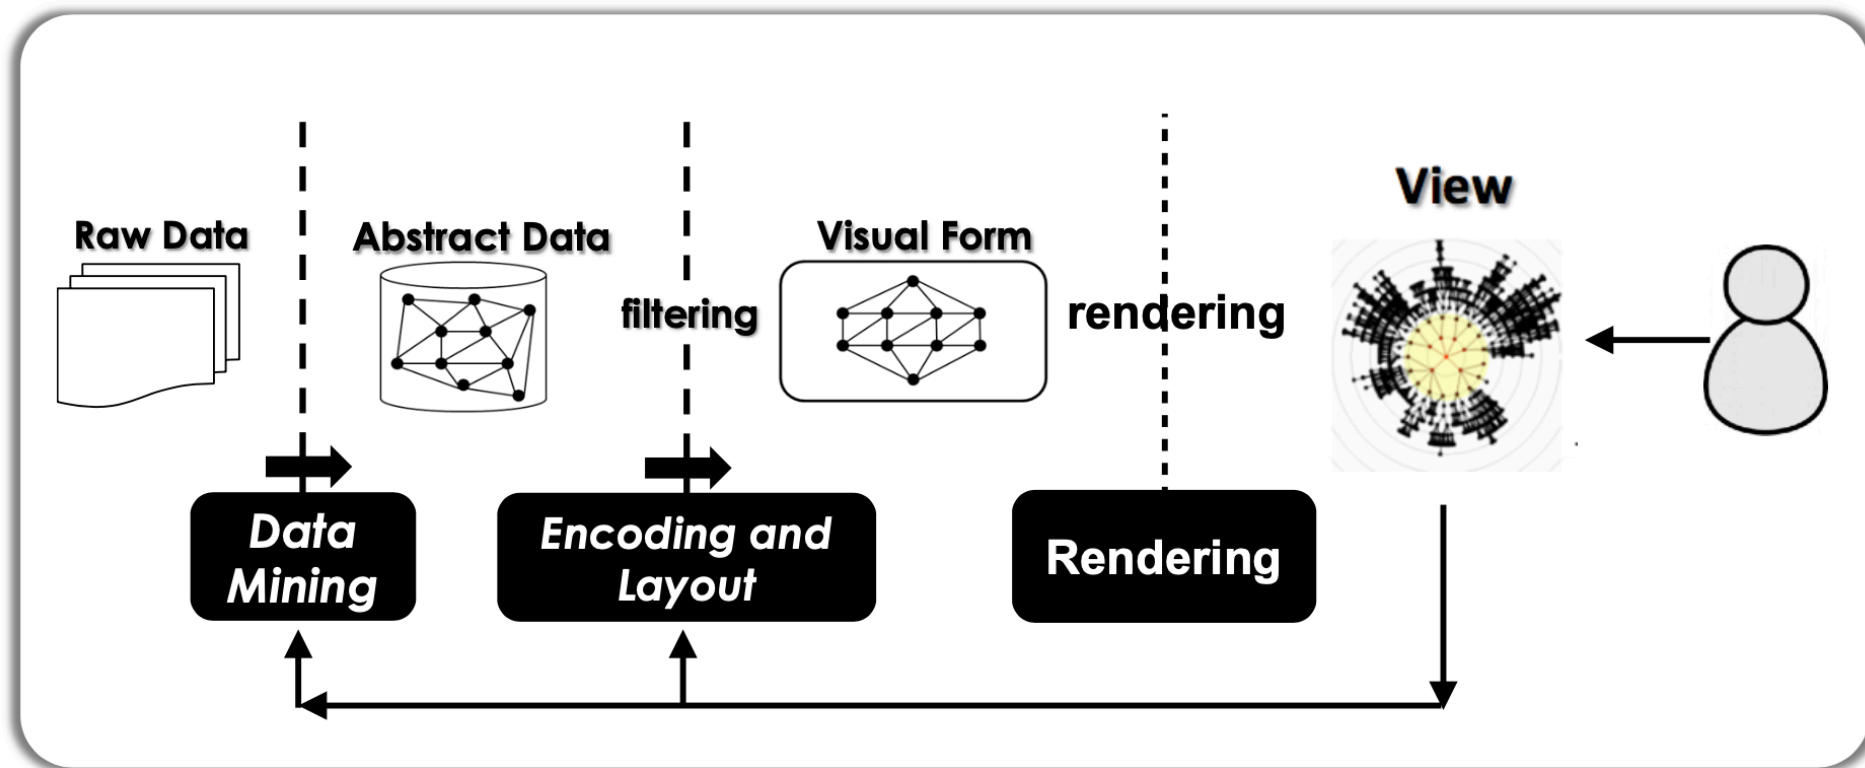 View
Raw Data
Abstract Data
Visual Form
filtering
rendering
Data
Mining
Encoding and
Layout
Rendering